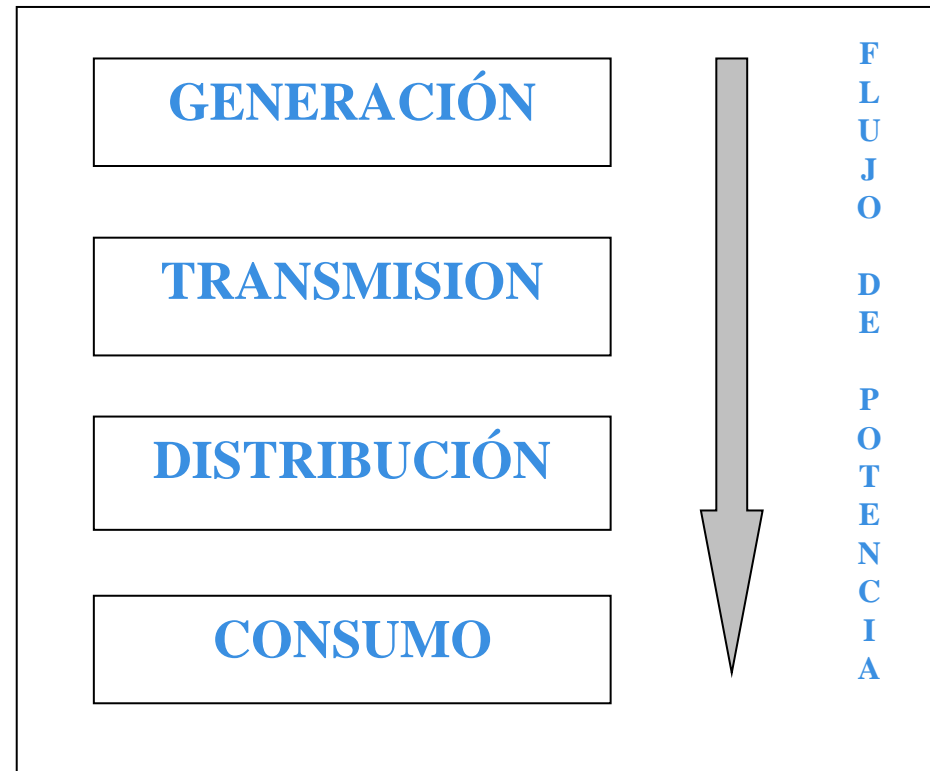 GENERACIÓN
TRANSMISION
DISTRIBUCIÓN
CONSUMO
FLUJO DE POTENCIA